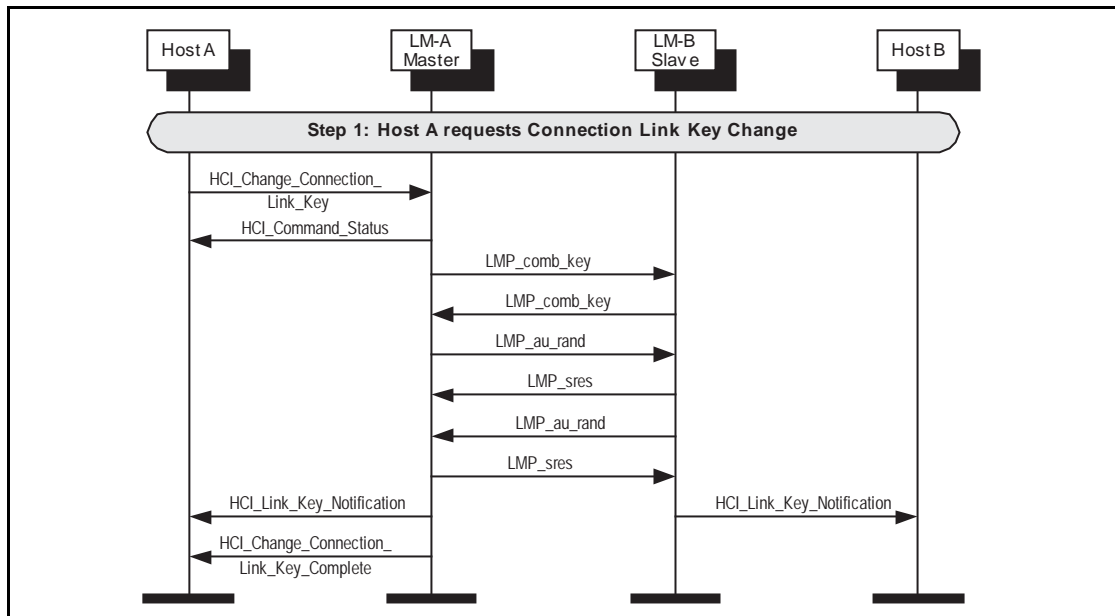 Host A
LM-A
Master
LM-B
Slave
Host B
Step 1: Host A requests Connection Link Key Change
HCI_Change_Connection_
Link_Key
HCI_Command_Status
LMP_comb_key
LMP_comb_key
LMP_au_rand
LMP_sres
LMP_au_rand
LMP_sres
HCI_Link_Key_Notification
HCI_Link_Key_Notification
HCI_Change_Connection_
Link_Key_Complete